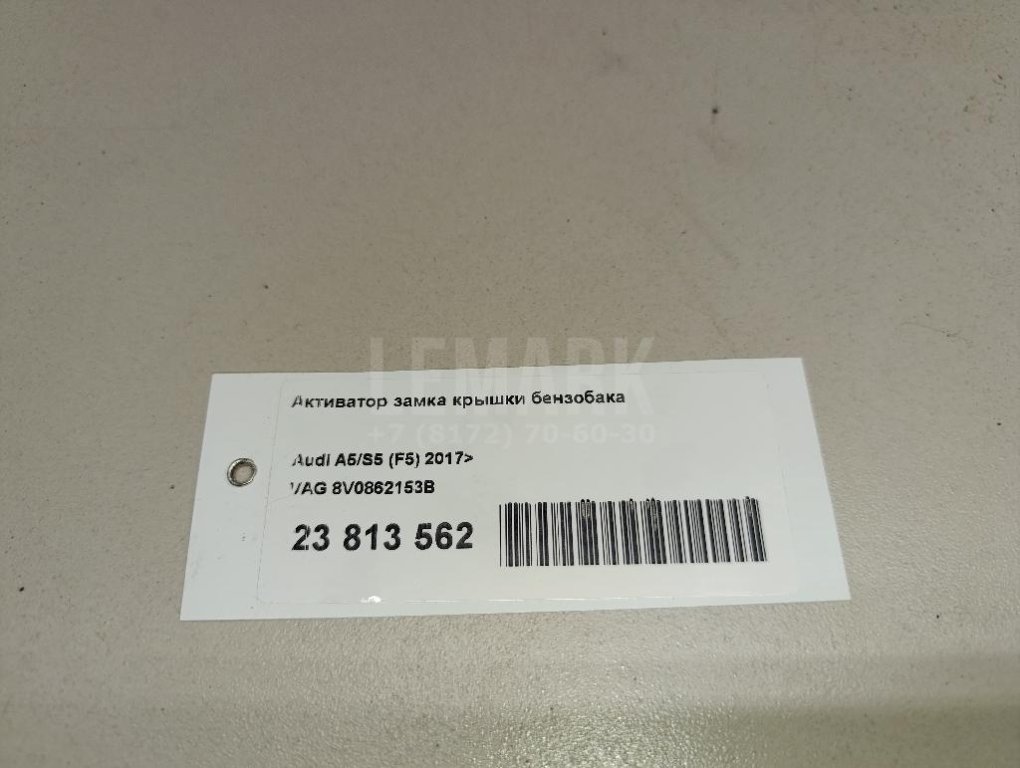 LEMARK
Активатор замка крышки бензобака
+7 (8172) 70-60-30
Audi A5/S5 (F5) 2017>
VAG 8V0862153B
23 813 562